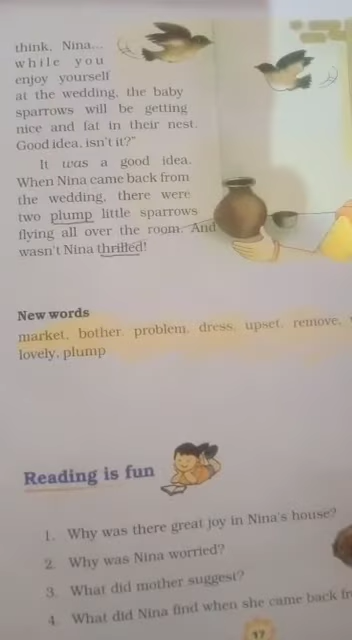 think, Nina...
while you
enjoy yourself
at the wedding, the baby
sparrows will be getting
nice and fat in their nest.
Good idea, isn't it?"
It was a good idea.
When Nina came back from
the wedding, there were
two plump little sparrows
flying all over the room. And
wasn't Nina thrilled!
New words
market, bother, problem, dress, upset, remove,
lovely, plump
Reading is fun
1. Why was there great joy in Nina's house?
2. Why was Nina worried?
3. What did mother suggest?
4. What did Nina find when she came back
17